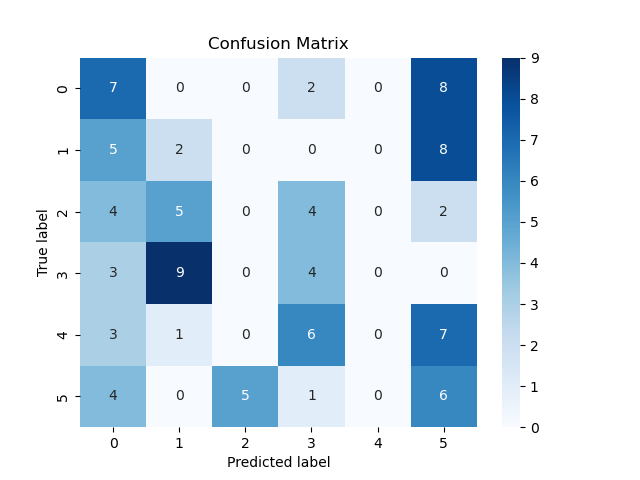 Confusion Matrix
True label
0 7 0 0 2 0 8
1 5 2 0 0 0 8
2 4 5 0 4 0 2
3 3 9 0 4 0 0
4 3 1 0 6 0 7
5 4 0 5 1 0 6
0 1 2 3 4 5
Predicted label
9
8
7
6
5
4
3
2
1
0